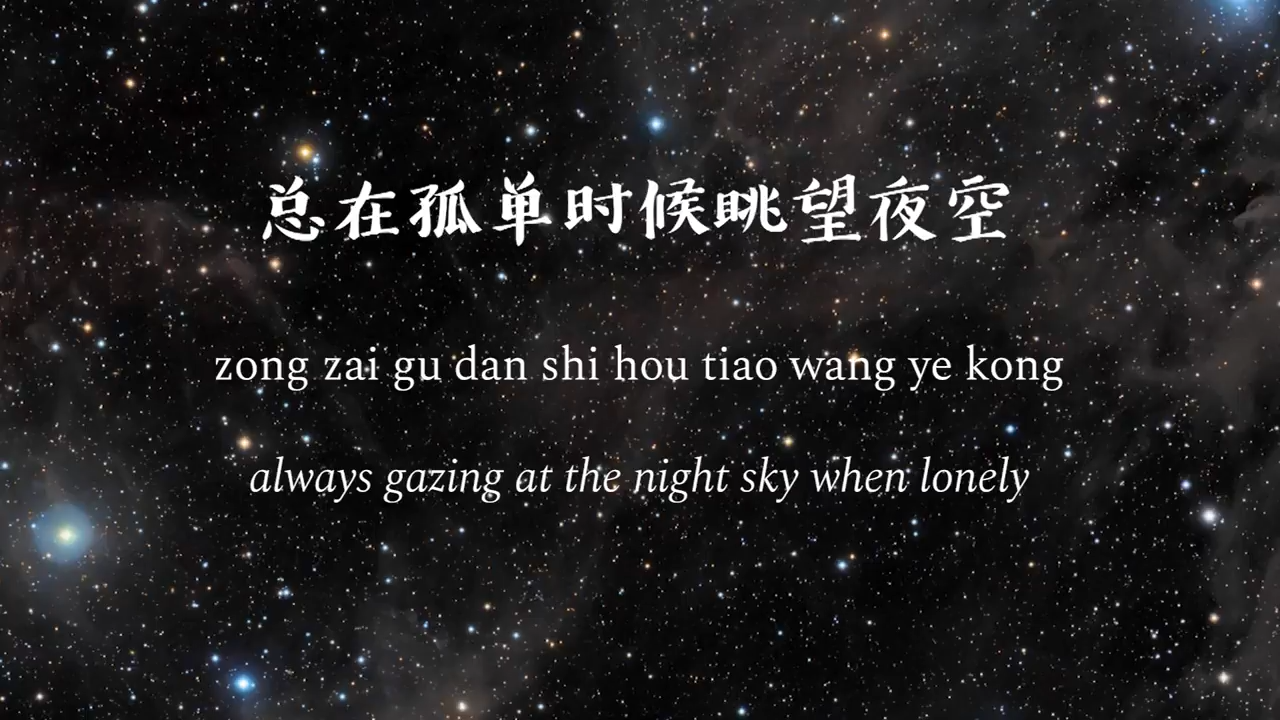 总在孤单时候眺望夜空
zong zai gu dan shi hou tiao wang ye kong
always gazing at the night sky when lonely